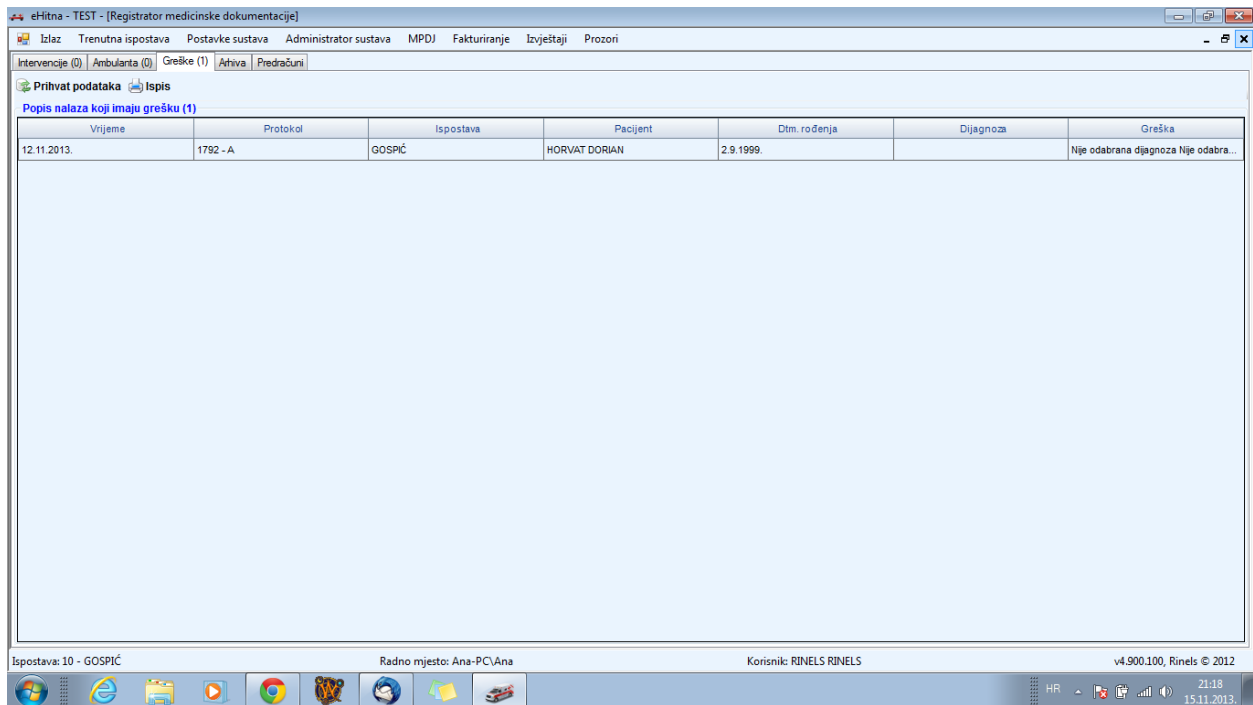 eHitna - TEST - [Registrator medicinske dokumentacije]
Izlaz Trenutna ispostava Postavke sustava Administrator sustava MPDJ Fakturiranje Izvještaji Prozori
Intervencije (0) Ambulanta (0) Greške (1) Arhiva Predračuni
Prihvat podataka Ispis
Popis nalaza koji imaju grešku (1)
Vrijeme Protokol Ispostava Pacijent Dtm. rođenja Dijagnoza Greška
12.11.2013. 1792 - A GOSPIĆ HORVAT DORIAN 2.9.1999. Nije odabrana dijagnoza Nije odabra...
Ispostava: 10 - GOSPIĆ Radno mjesto: Ana-PC\Ana Korisnik: RINELS RINELS v4.900.100, Rinels © 2012
HR 21:18
15.11.2013.